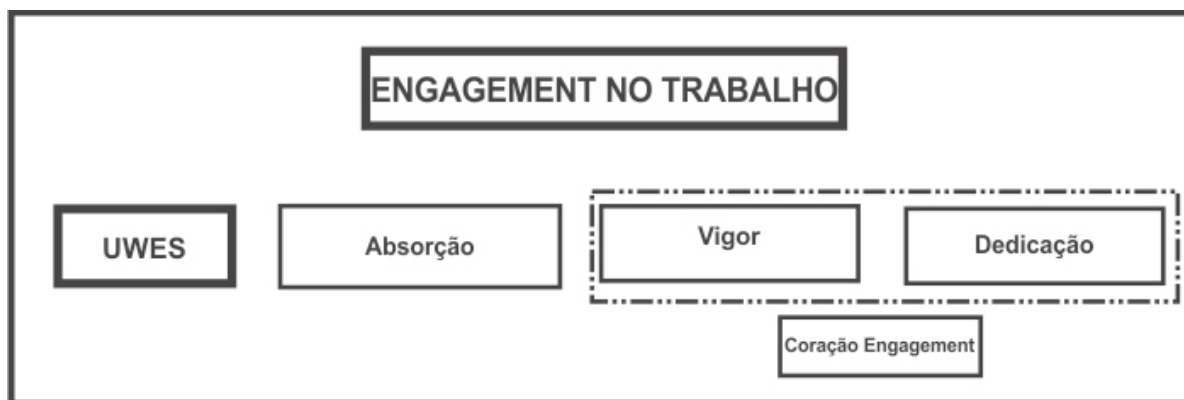 ENGAGEMENT NO TRABALHO
UWES
Absorção
Vigor
Dedicação
Coração Engagement